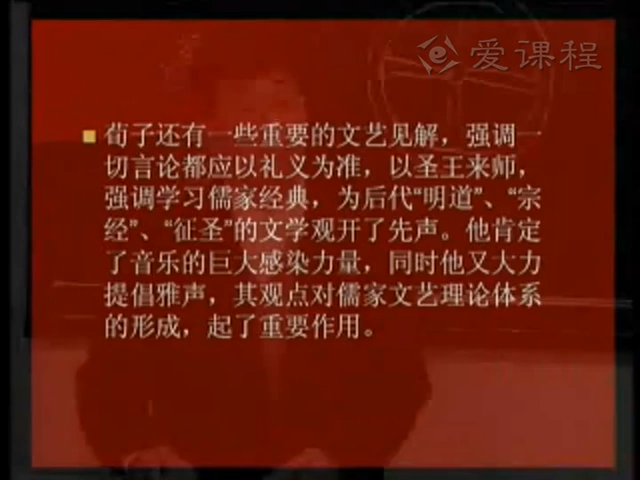 爱课程
荀子还有一些重要的文艺见解，强调一
切言论都应以礼义为准，以圣王来师，
强调学习儒家经典，为后代“明道”、“宗
经”、“征圣”的文学观开了先声。他肯定
了音乐的巨大感染力量，同时他又大力
提倡雅声，其观点对儒家文艺理论体系
的形成，起了重要作用。